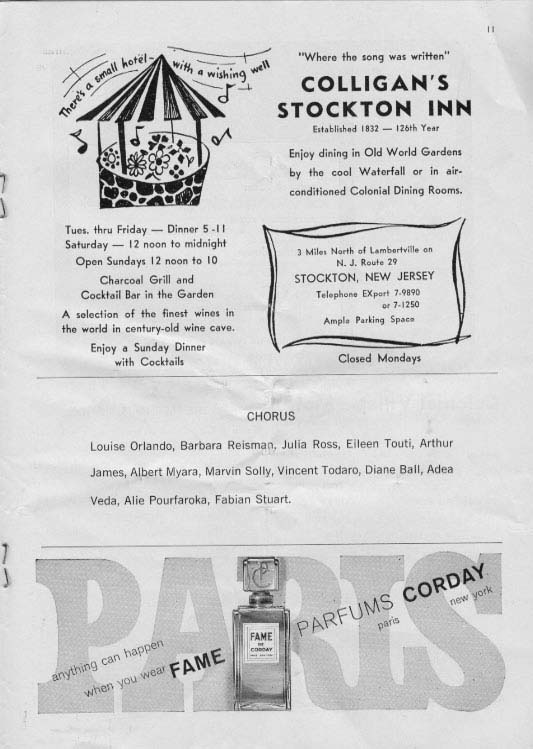 11
There's a small hotel - with a wishing well
"Where the song was written"
COLLIGAN'S
STOCKTON INN
Established 1832 — 126th Year
Enjoy dining in Old World Gardens
by the cool Waterfall or in air-
conditioned Colonial Dining Rooms.
Tues. thru Friday — Dinner 5 -11
Saturday — 12 noon to midnight
Open Sundays 12 noon to 10
Charcoal Grill and
Cocktail Bar in the Garden
A selection of the finest wines in
the world in century-old wine cave.
Enjoy a Sunday Dinner
with Cocktails
3 Miles North of Lambertville on
N. J. Route 29
STOCKTON, NEW JERSEY
Telephone EXport 7-9890
or 7-1250
Ample Parking Space
Closed Mondays
CHORUS
Louise Orlando, Barbara Reisman, Julia Ross, Eileen Touti, Arthur
James, Albert Myara, Marvin Solly, Vincent Todaro, Diane Ball, Adea
Veda, Alie Pourfaroka, Fabian Stuart.
PARIS
anything can happen
when you wear FAME
FAME
DE
CORDAY
PARFUMS CORDAY
paris new york